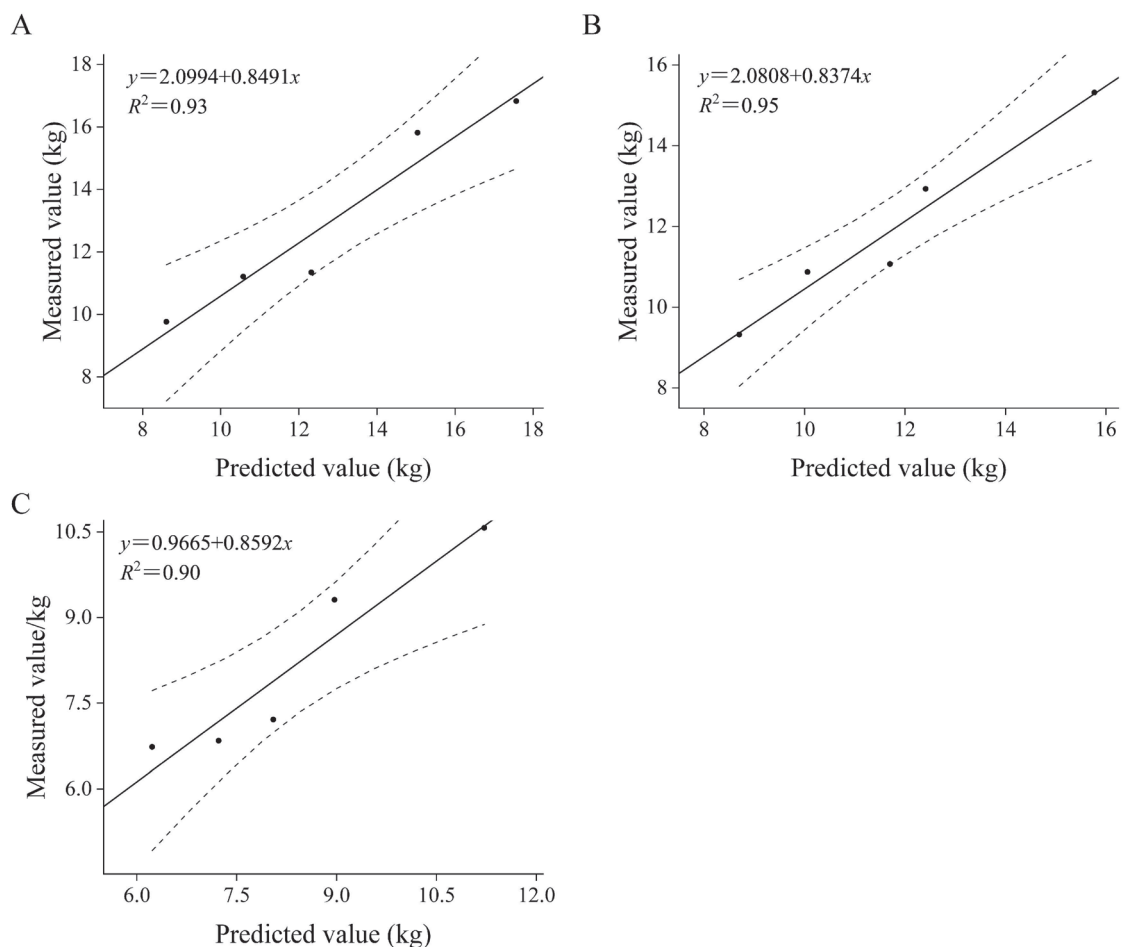 A
y=2.0994+0.8491x
R²=0.93
18
16
14
12
10
8
Measured value (kg)
8 10 12 14 16 18
Predicted value (kg)
B
y=2.0808+0.8374x
R²=0.95
16
14
12
10
8
Measured value (kg)
8 10 12 14 16
Predicted value (kg)
C
y=0.9665+0.8592x
R²=0.90
10.5
9.0
7.5
6.0
Measured value/kg
6.0 7.5 9.0 10.5 12.0
Predicted value (kg)